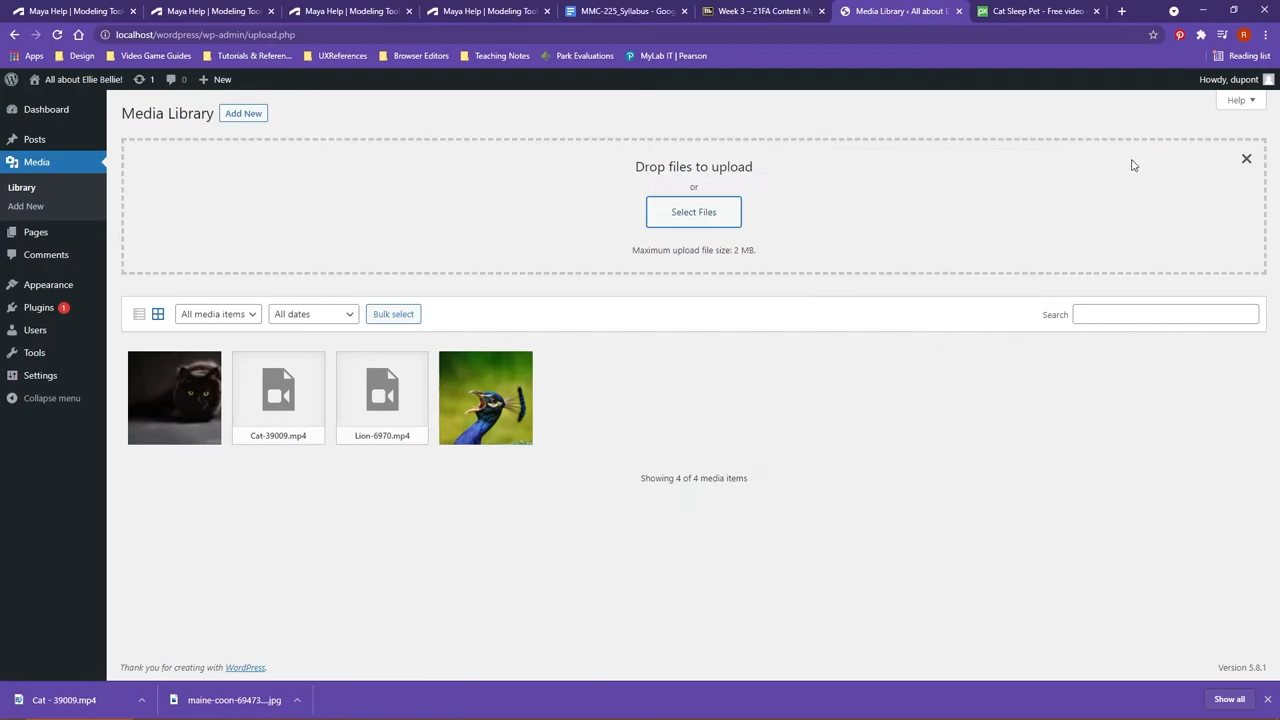 Maya Help | Modeling Toolk
Maya Help | Modeling Toolk
Maya Help | Modeling Toolk
Maya Help | Modeling Toolk
MMC-225_Syllabus - Goog
Week 3 – 21FA Content M
Media Library ‹ All about E
Cat Sleep Pet - Free video
localhost/wordpress/wp-admin/upload.php
Apps
Design
Video Game Guides
Tutorials & Referen...
UXReferences
Browser Editors
Teaching Notes
Park Evaluations
MyLab IT | Pearson
Reading list
All about Ellie Bellie!
1
0
New
Howdy, dupont
Dashboard
Posts
Media
Library
Add New
Pages
Comments
Appearance
Plugins 1
Users
Tools
Settings
Collapse menu
Media Library
Add New
Help
Drop files to upload
or
Select Files
Maximum upload file size: 2 MB.
All media items
All dates
Bulk select
Search
Cat-39009.mp4
Lion-6970.mp4
Showing 4 of 4 media items
Thank you for creating with WordPress.
Version 5.8.1
Cat - 39009.mp4
maine-coon-69473....jpg
Show all